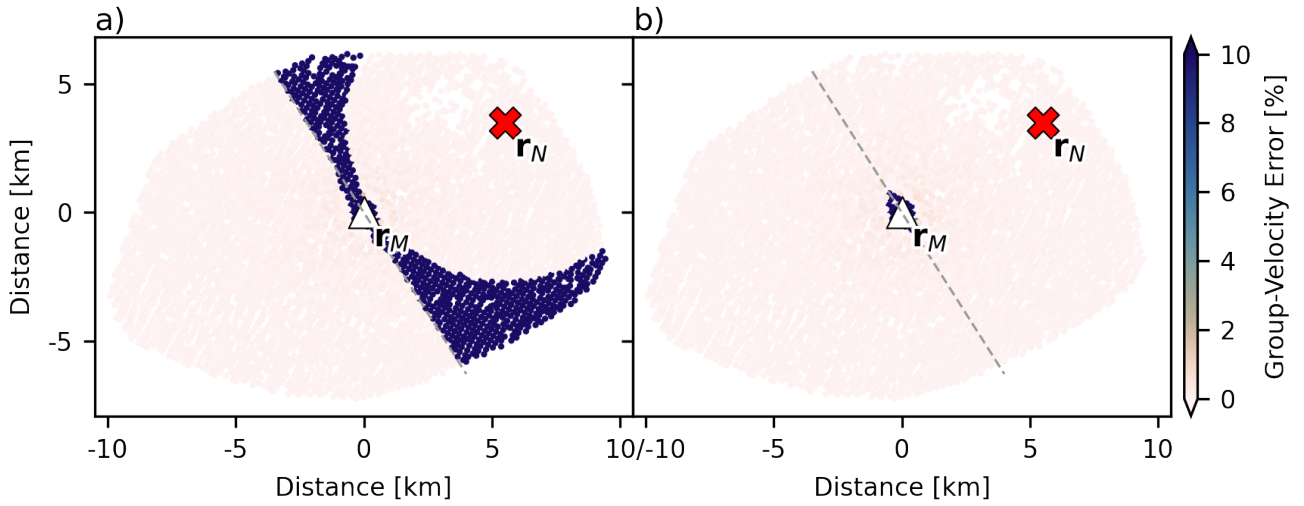 a)
b)
Distance [km]
5
0
-5
r_N
r_M
r_N
r_M
-10
-5
0
5
10/-10
-5
0
5
10
Distance [km]
Distance [km]
10
8
6
4
2
0
Group-Velocity Error [%]